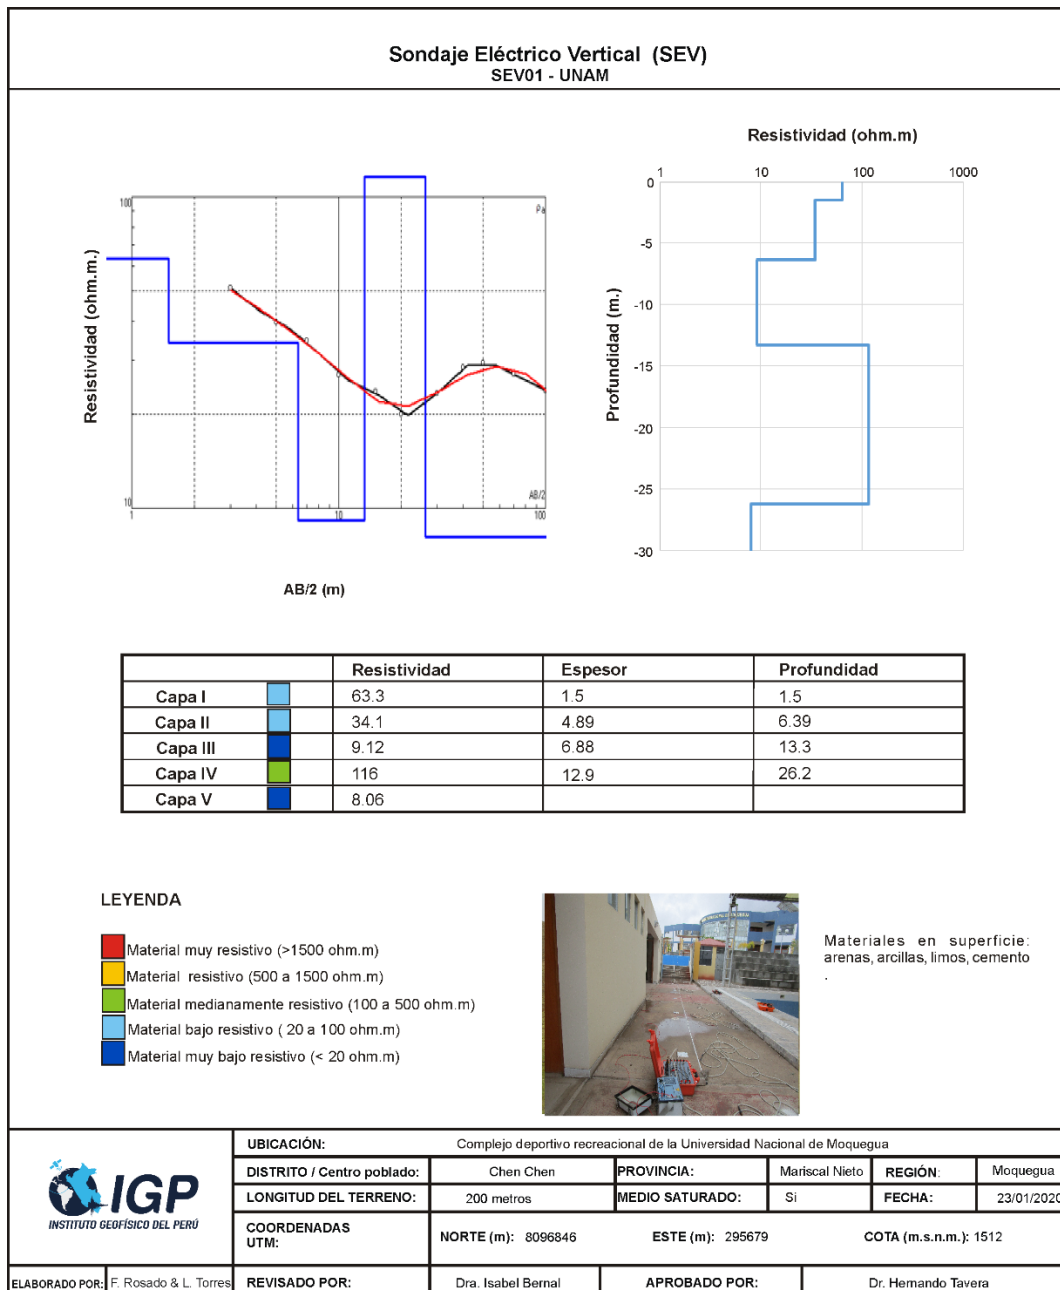 Sondaje Eléctrico Vertical (SEV)
SEV01 - UNAM
Resistividad (ohm.m.)
100
10
1
10
100
ρa
AB/2
AB/2 (m)
Resistividad (ohm.m)
1 10 100 1000
Profundidad (m.)
0
-5
-10
-15
-20
-25
-30
Resistividad Espesor Profundidad
Capa I 63.3 1.5 1.5
Capa II 34.1 4.89 6.39
Capa III 9.12 6.88 13.3
Capa IV 116 12.9 26.2
Capa V 8.06
LEYENDA
Material muy resistivo (>1500 ohm.m)
Material resistivo (500 a 1500 ohm.m)
Material medianamente resistivo (100 a 500 ohm.m)
Material bajo resistivo ( 20 a 100 ohm.m)
Material muy bajo resistivo (< 20 ohm.m)
Materiales en superficie:
arenas, arcillas, limos, cemento
.
IGP
INSTITUTO GEOFÍSICO DEL PERÚ
UBICACIÓN: Complejo deportivo recreacional de la Universidad Nacional de Moquegua
DISTRITO / Centro poblado: Chen Chen PROVINCIA: Mariscal Nieto REGIÓN: Moquegua
LONGITUD DEL TERRENO: 200 metros MEDIO SATURADO: Si FECHA: 23/01/2020
COORDENADAS
UTM:
NORTE (m): 8096846 ESTE (m): 295679 COTA (m.s.n.m.): 1512
ELABORADO POR: F. Rosado & L. Torres REVISADO POR: Dra. Isabel Bernal APROBADO POR: Dr. Hernando Tavera